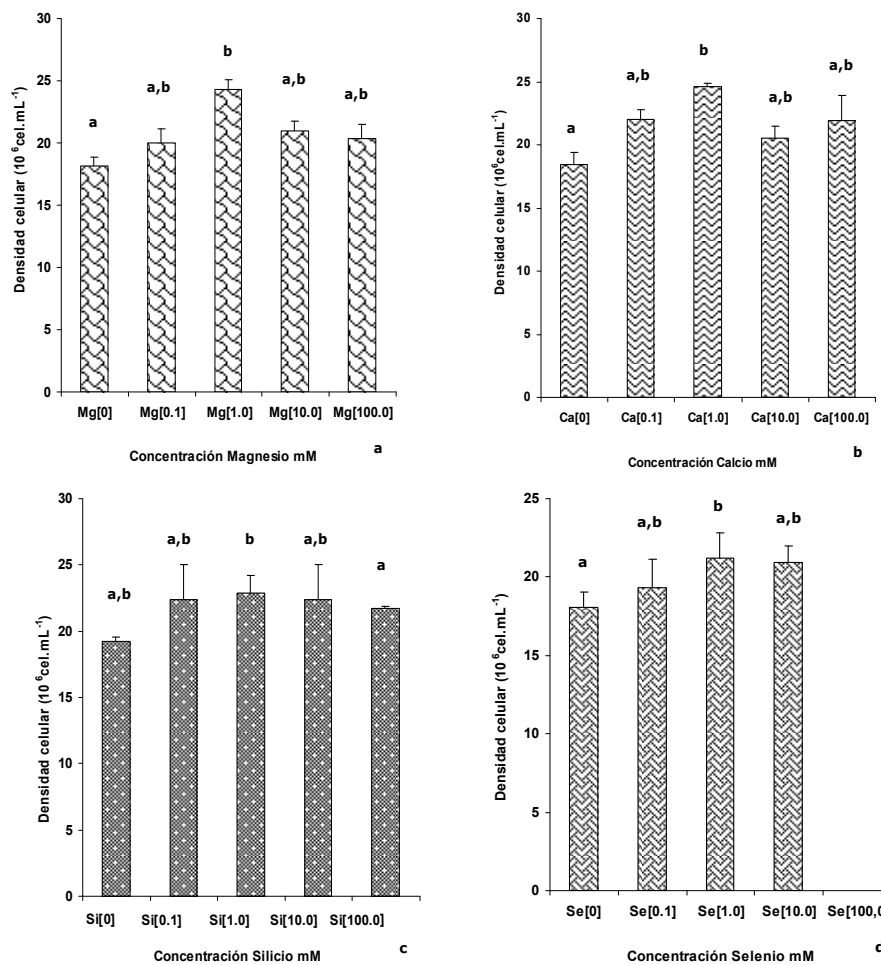 30
25
20
15
10
5
0
Densidad celular (10 ⁶cel.mL⁻¹)
a
a,b
b
a,b
a,b
Mg[0] Mg[0.1] Mg[1.0] Mg[10.0] Mg[100.0]
Concentración Magnesio mM
a
30
25
20
15
10
5
0
Densidad celular (10⁶cel.mL⁻¹)
a
a,b
b
a,b
a,b
Ca[0] Ca[0.1] Ca[1.0] Ca[10.0] Ca[100.0]
Concentración Calcio mM
b
30
25
20
15
10
5
0
Densidad celular (10 ⁶cel.mL⁻¹)
a,b
a,b
b
a,b
a
Si[0] Si[0.1] Si[1.0] Si[10.0] Si[100.0]
Concentración Silicio mM
c
25
20
15
10
5
0
Densidad celular (10 ⁶cel.mL⁻¹)
a
a,b
b
a,b
Se[0] Se[0.1] Se[1.0] Se[10.0] Se[100,0
Concentración Selenio mM
d